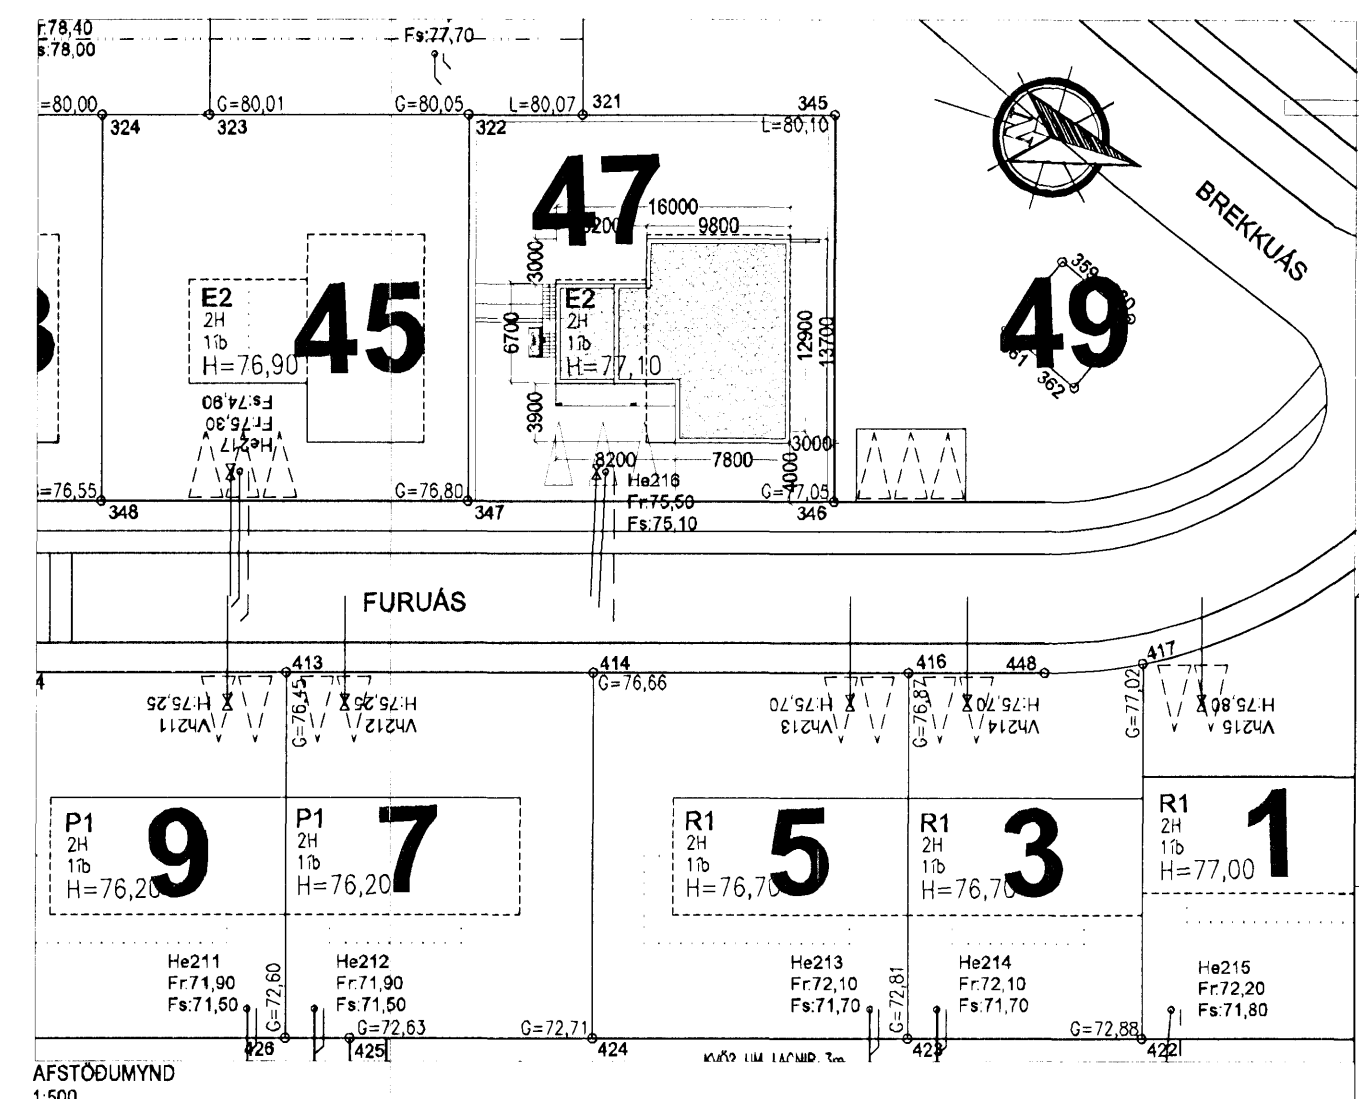 Fr:78,40
s:78,00
Fs:77,70
=80,00
G=80,01
G=80,05
L=80,07
321
345
324
323
322
L=80,10
47
16000
9800
BREKKUÁS
3000
359
E2
2H
1íb
H=76,90
45
6700
E2
2H
1íb
H=77,10
12900
13700
49
362
Fs:74,90
Fr:75,30
He217
3900
8200
7800
3000
4000
He216
Fr:75,50
Fs:75,10
=76,55
G=76,80
G=77,05
348
347
346
FURUÁS
413
414
416
448
417
G=76,66
G=76,45
G=76,87
G=77,02
H:75,25
Vh211
H:75,25
Vh212
H:75,70
Vh213
H:75,70
Vh214
H:75,80
Vh215
P1
2H
1íb
H=76,20
9
P1
2H
1íb
H=76,20
7
R1
2H
1íb
H=76,70
5
R1
2H
1íb
H=76,70
3
R1
2H
1íb
H=77,00
1
He211
Fr:71,90
Fs:71,50
G=72,60
He212
Fr:71,90
Fs:71,50
He213
Fr:72,10
Fs:71,70
G=72,81
He214
Fr:72,10
Fs:71,70
He215
Fr:72,20
Fs:71,80
G=72,63
G=72,71
G=72,88
426
425
424
423
422
AFSTÖÐUMYND
1:500